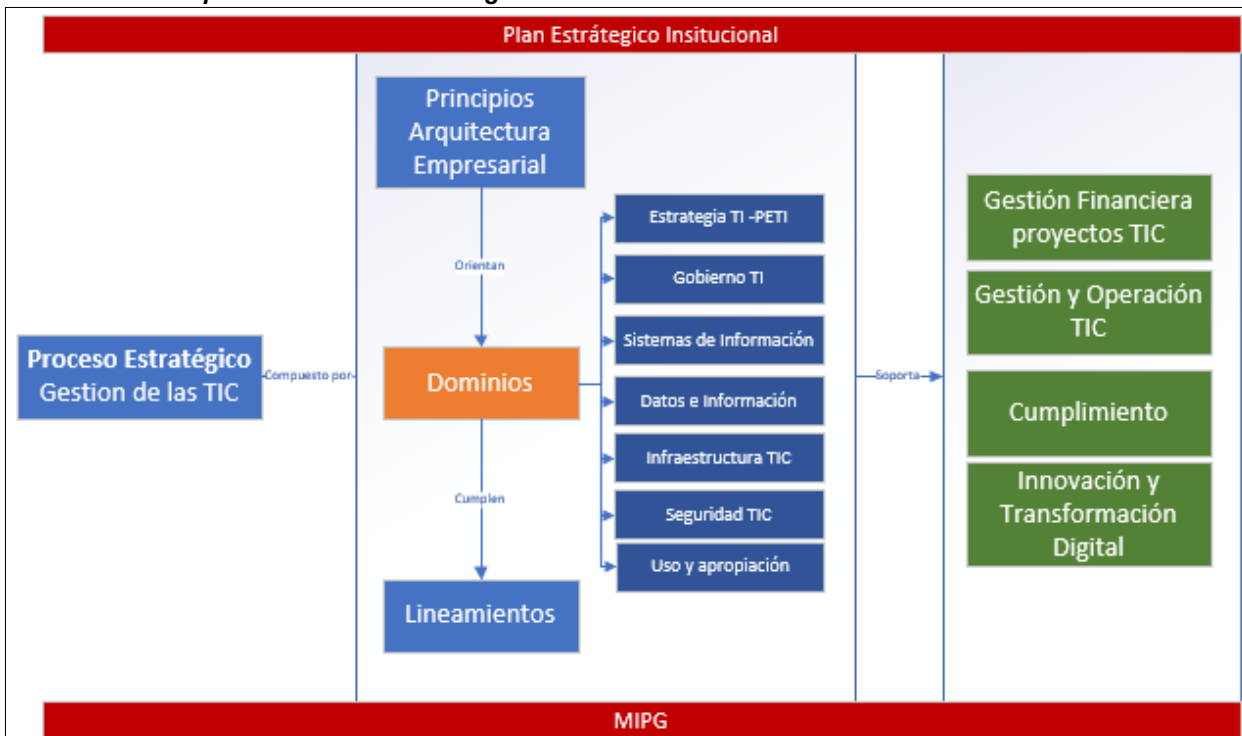 Plan Estrátegico Insitucional
Principios
Arquitectura
Empresarial
Orientan
Proceso Estratégico
Gestion de las TIC
Compuesto por
Dominios
Cumplen
Lineamientos
Estrategia TI -PETI
Gobierno TI
Sistemas de Información
Datos e Información
Infraestructura TIC
Seguridad TIC
Uso y apropiación
Soporta
Gestión Financiera
proyectos TIC
Gestión y Operación
TIC
Cumplimiento
Innovación y
Transformación
Digital
MIPG